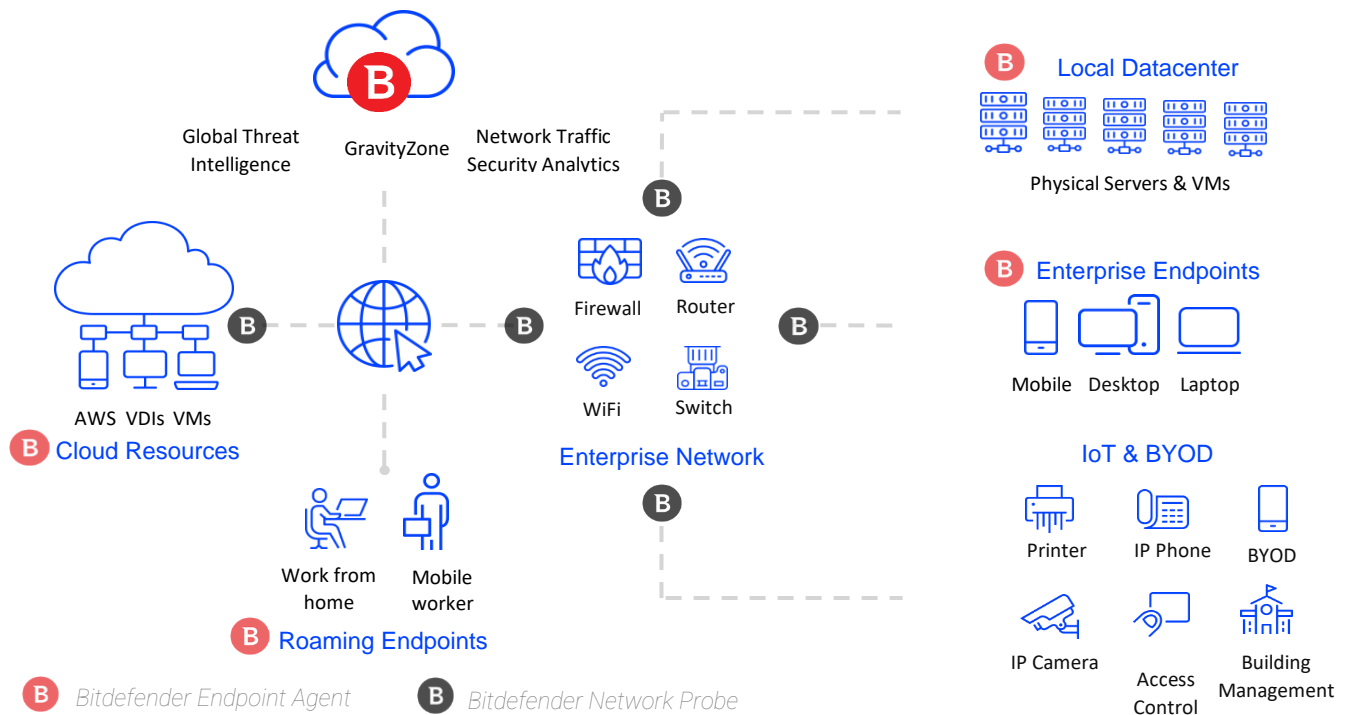 B
Global Threat
Intelligence
GravityZone
Network Traffic
Security Analytics
B
Local Datacenter
Physical Servers & VMs
B
Firewall
Router
WiFi
Switch
Enterprise Network
B
B
B
B
AWS VDIs VMs
B Cloud Resources
B Enterprise Endpoints
Mobile Desktop Laptop
IoT & BYOD
Printer
IP Phone
BYOD
IP Camera
Access
Control
Building
Management
Work from
home
Mobile
worker
B Roaming Endpoints
B Bitdefender Endpoint Agent
B Bitdefender Network Probe